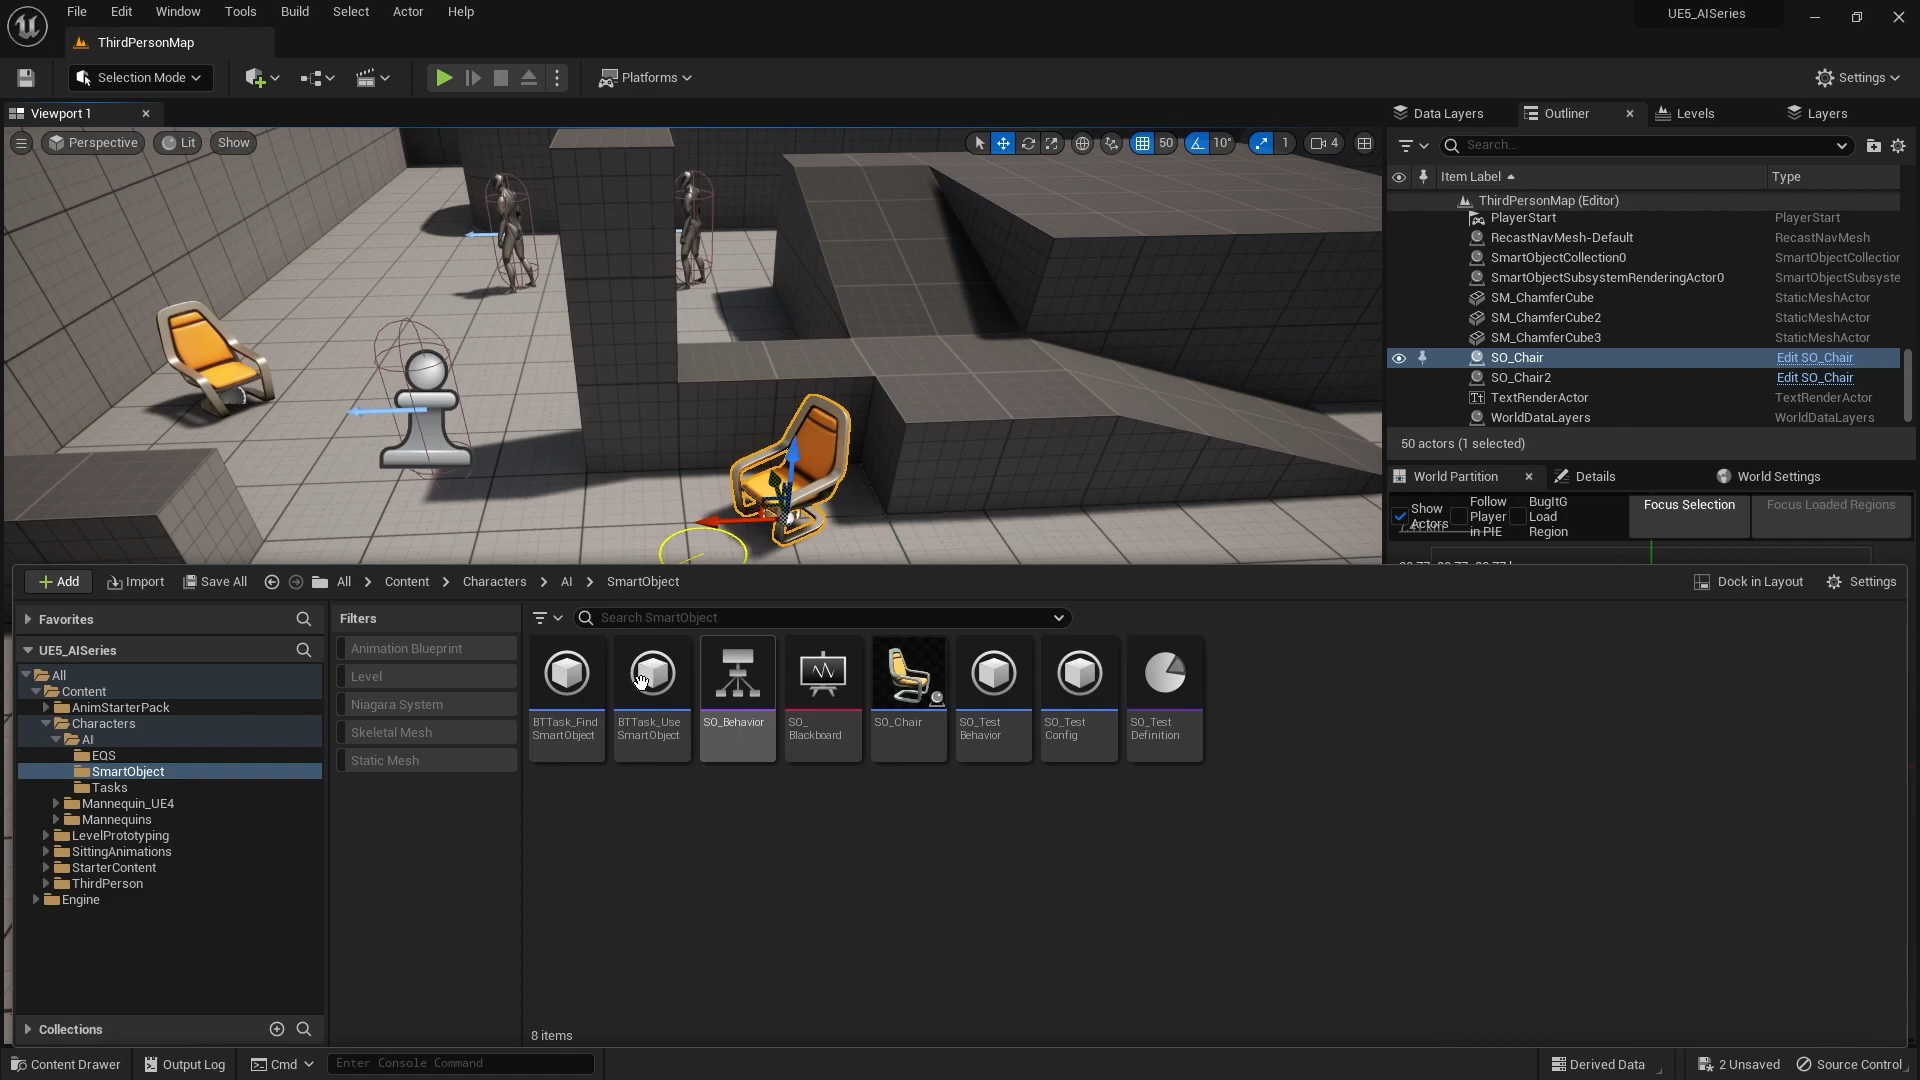 File Edit Window Tools Build Select Actor Help
UE5_AISeries
ThirdPersonMap
Selection Mode
Platforms
Settings
Viewport 1
Data Layers
Outliner
Levels
Layers
Perspective
Lit
Show
50
10°
1
4
Search...
Item Label
Type
ThirdPersonMap (Editor)
PlayerStart PlayerStart
RecastNavMesh-Default RecastNavMesh
SmartObjectCollection0 SmartObjectCollection
SmartObjectSubsystemRenderingActor0 SmartObjectSubsyste
SM_ChamferCube StaticMeshActor
SM_ChamferCube2 StaticMeshActor
SM_ChamferCube3 StaticMeshActor
SO_Chair Edit SO_Chair
SO_Chair2 Edit SO_Chair
TextRenderActor TextRenderActor
WorldDataLayers WorldDataLayers
50 actors (1 selected)
World Partition
Details
World Settings
Show
Actors
Follow
Player
in PIE
BugItG
Load
Region
Focus Selection
Focus Loaded Regions
Add
Import
Save All
All
Content
Characters
AI
SmartObject
Dock in Layout
Settings
Favorites
UE5_AISeries
All
Content
AnimStarterPack
Characters
AI
EQS
SmartObject
Tasks
Mannequin_UE4
Mannequins
LevelPrototyping
SittingAnimations
StarterContent
ThirdPerson
Engine
Collections
Filters
Animation Blueprint
Level
Niagara System
Skeletal Mesh
Static Mesh
Search SmartObject
BTTask_Find
SmartObject
BTTask_Use
SmartObject
SO_Behavior
SO_
Blackboard
SO_Chair
SO_Test
Behavior
SO_Test
Config
SO_Test
Definition
8 items
Content Drawer
Output Log
Cmd
Enter Console Command
Derived Data
2 Unsaved
Source Control